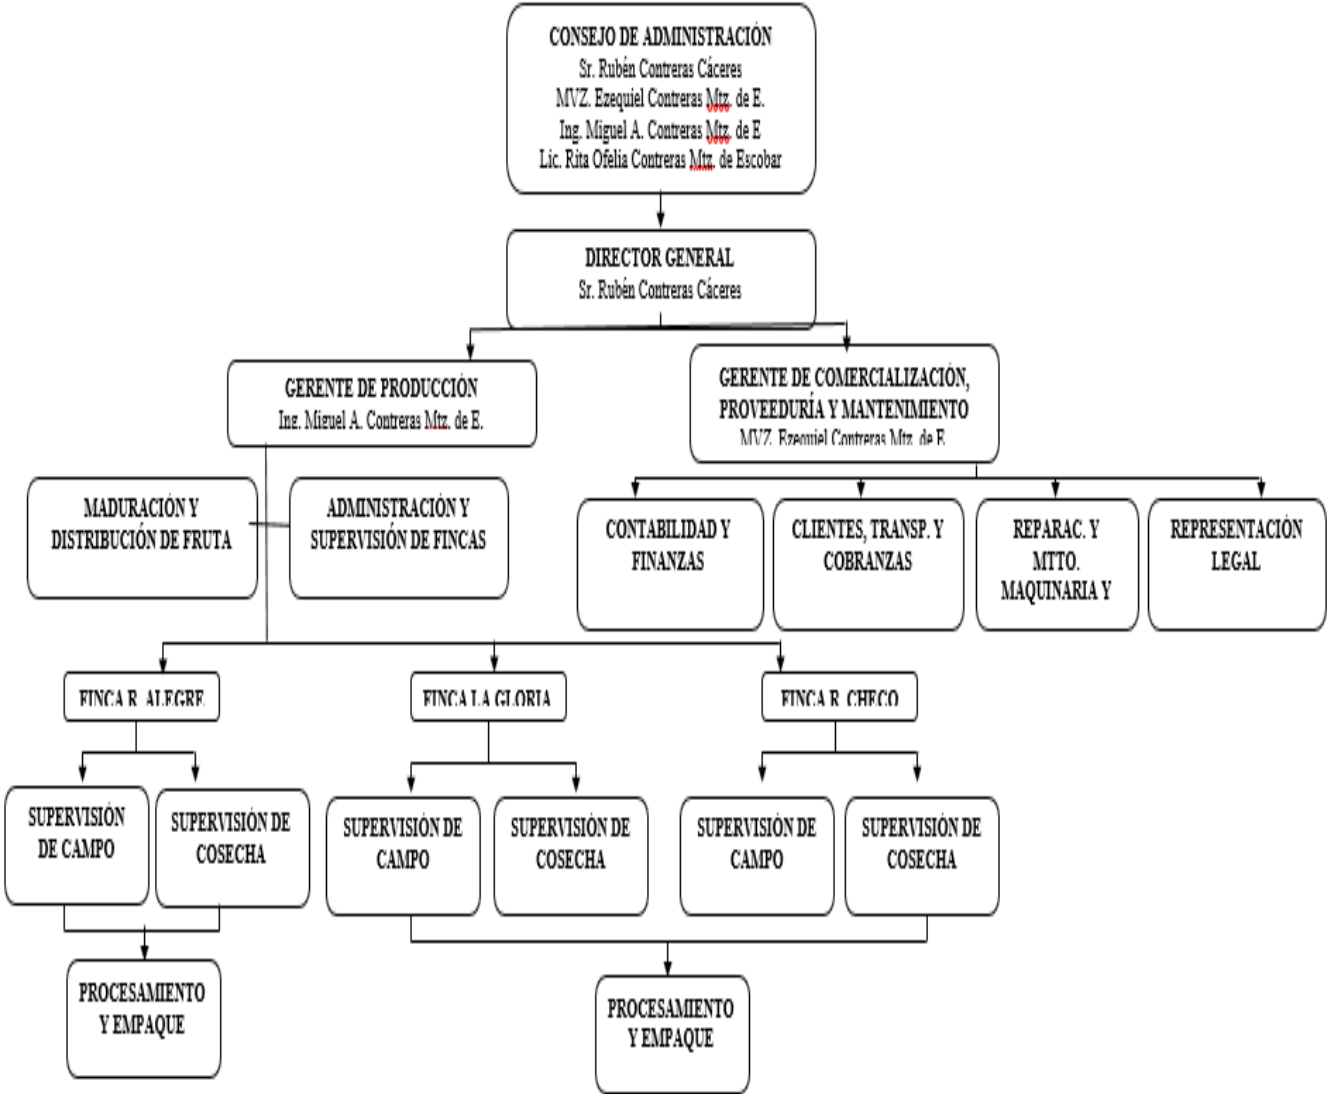 CONSEJO DE ADMINISTRACIÓN
Sr. Rubén Contreras Cáceres
MVZ. Ezequiel Contreras Mtz. de E.
Ing. Miguel A. Contreras Mtz. de E
Lic. Rita Ofelia Contreras Mtz. de Escobar
DIRECTOR GENERAL
Sr. Rubén Contreras Cáceres
GERENTE DE PRODUCCIÓN
Ing. Miguel A. Contreras Mtz. de E.
GERENTE DE COMERCIALIZACIÓN,
PROVEEDURÍA Y MANTENIMIENTO
MVZ. Ezequiel Contreras Mtz. de E.
MADURACIÓN Y
DISTRIBUCIÓN DE FRUTA
ADMINISTRACIÓN Y
SUPERVISIÓN DE FINCAS
CONTABILIDAD Y
FINANZAS
CLIENTES, TRANSP. Y
COBRANZAS
REPARAC. Y
MTTO.
MAQUINARIA Y
REPRESENTACIÓN
LEGAL
FINCA R. ALEGRE
FINCA LA GLORIA
FINCA R. CHECO
SUPERVISIÓN
DE CAMPO
SUPERVISIÓN DE
COSECHA
SUPERVISIÓN DE
CAMPO
SUPERVISIÓN DE
COSECHA
SUPERVISIÓN DE
CAMPO
SUPERVISIÓN DE
COSECHA
PROCESAMIENTO
Y EMPAQUE
PROCESAMIENTO
Y EMPAQUE